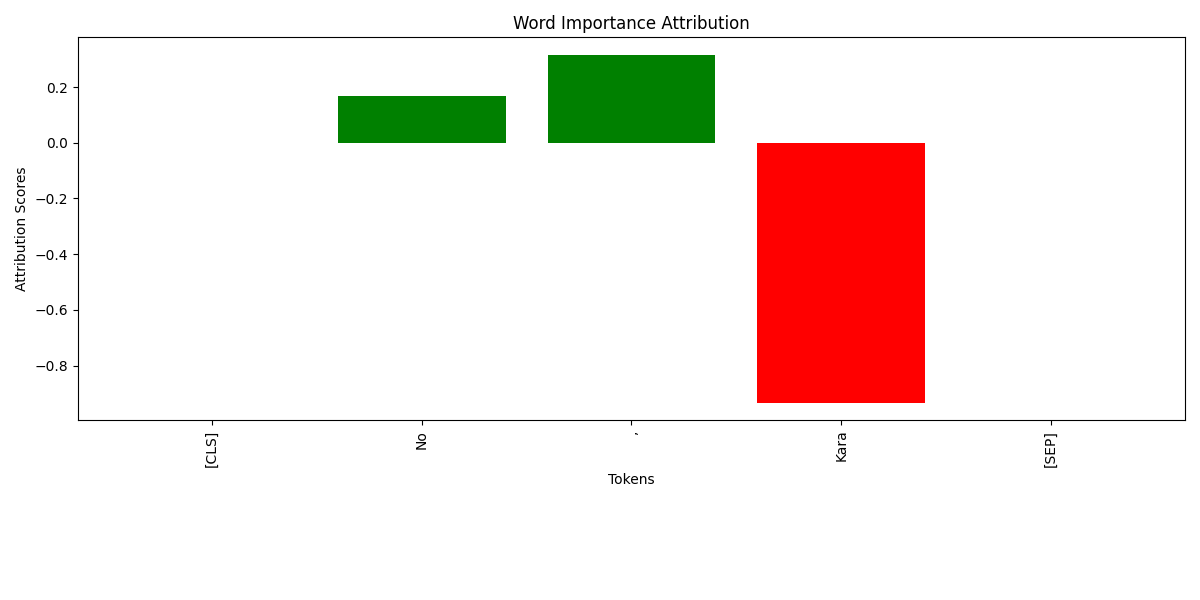 Word Importance Attribution
Attribution Scores
0.2
0.0
−0.2
−0.4
−0.6
−0.8
[CLS]
No
,
Kara
[SEP]
Tokens